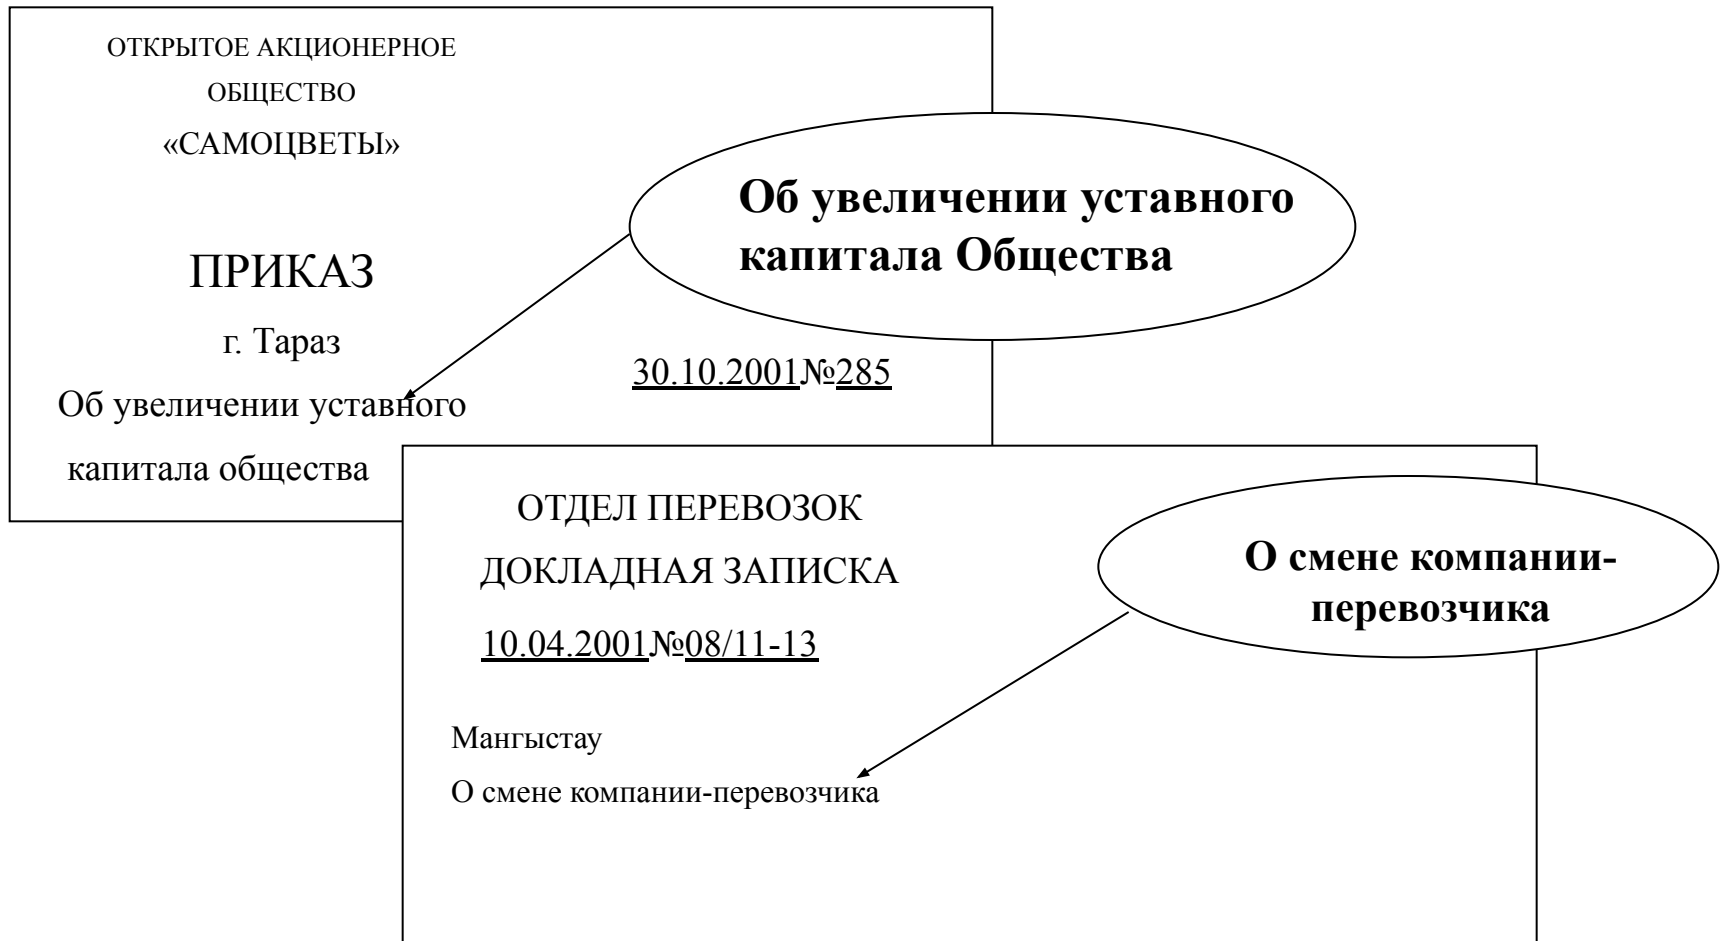 ОТКРЫТОЕ АКЦИОНЕРНОЕ
ОБЩЕСТВО
«САМОЦВЕТЫ»
Об увеличении уставного
капитала Общества
ПРИКАЗ
г. Тараз
30.10.2001№285
Об увеличении уставного
капитала общества
ОТДЕЛ ПЕРЕВОЗОК
ДОКЛАДНАЯ ЗАПИСКА
О смене компании-
перевозчика
10.04.2001№08/11-13
Мангыстау
О смене компании-перевозчика